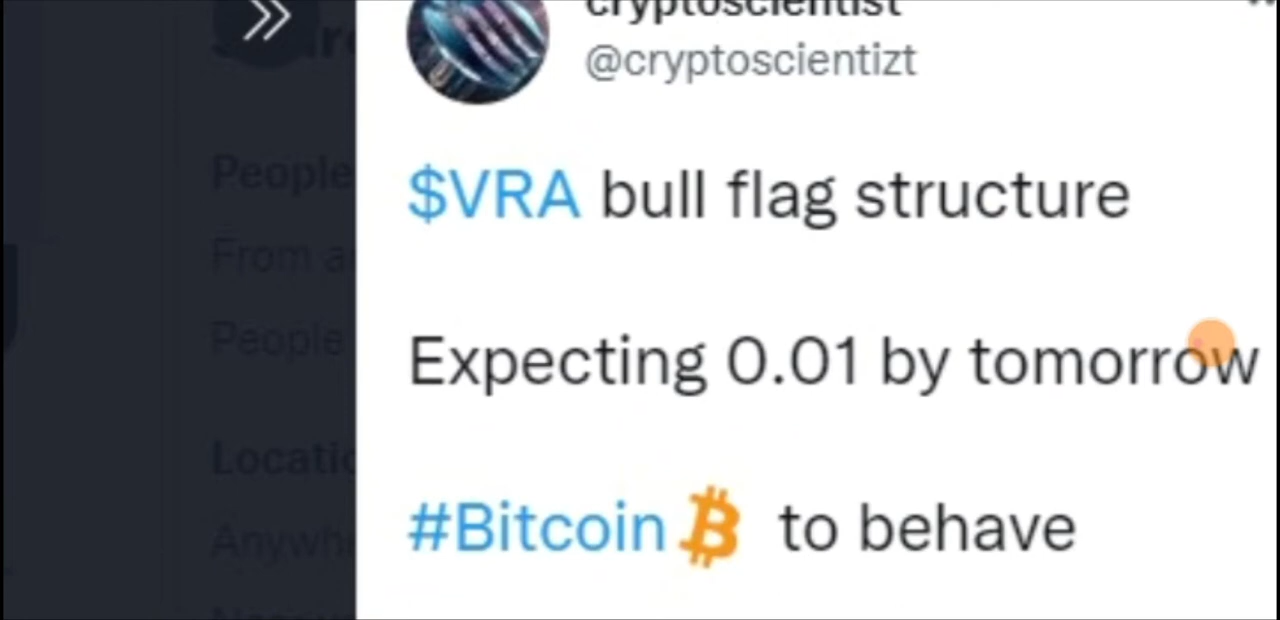 cryptoscientist
@cryptoscientizt
People
$VRA bull flag structure
From a
People
Expecting 0.01 by tomorrow
Locatio
#Bitcoin to behave
Anywh